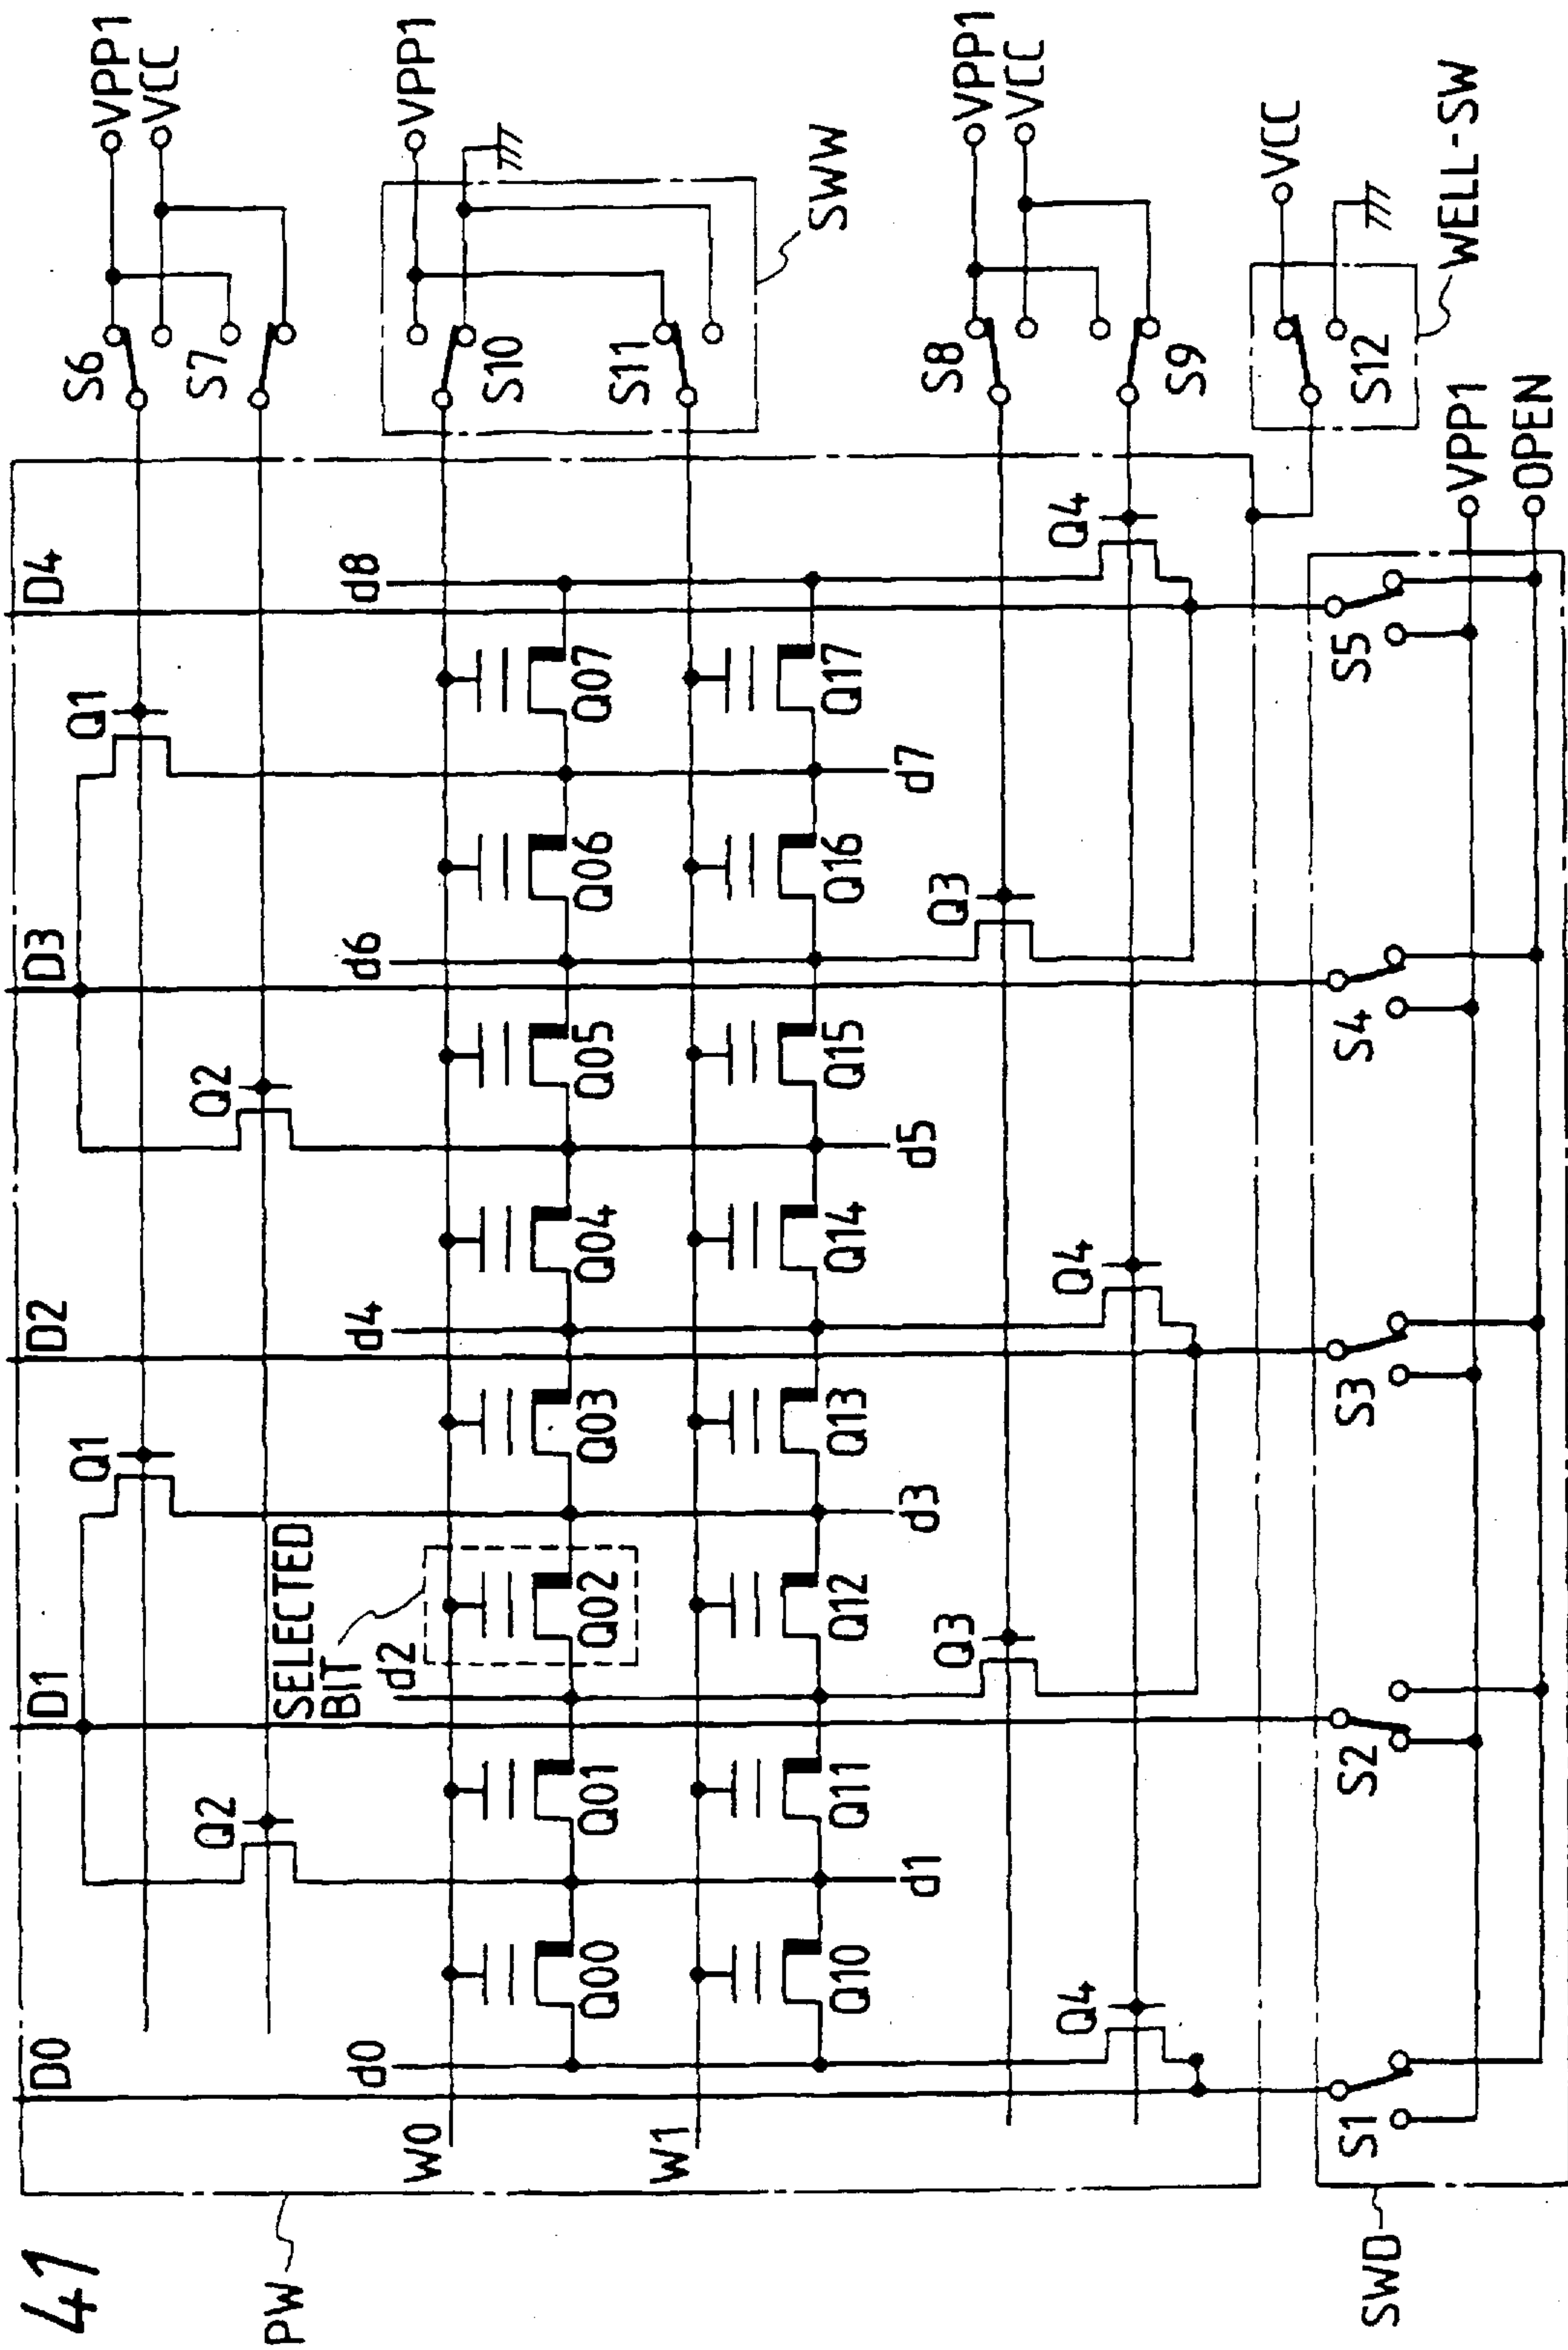 41
PW
D0
D1
D2
D3
D4
Q1
Q1
Q2
Q2
S6
S7
VPP1
VCC
SELECTED
BIT
d0
d2
d4
d6
d8
W0
Q00
Q01
Q02
Q03
Q04
Q05
Q06
Q07
S10
VPP1
W1
Q10
Q11
Q12
Q13
Q14
Q15
Q16
Q17
S11
SWW
d1
d3
d5
d7
Q3
Q3
S8
VPP1
VCC
Q4
Q4
Q4
S9
VCC
S12
WELL-SW
SWD
S1
S2
S3
S4
S5
VPP1
OPEN